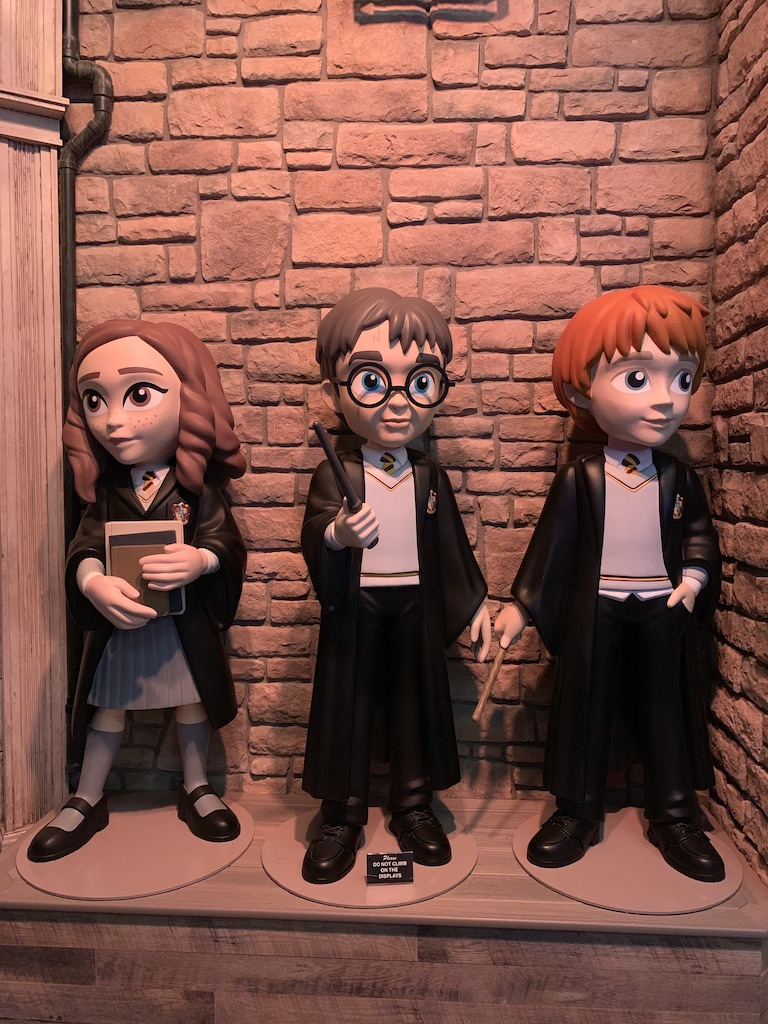 Please
DO NOT CLIMB
ON THE
DISPLAYS